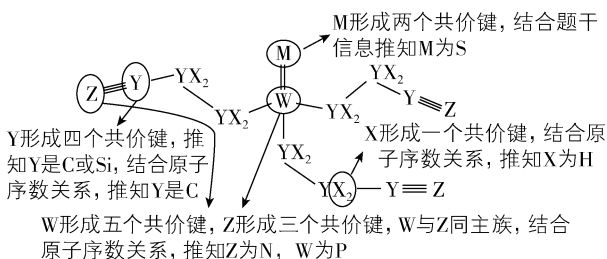 M形成两个共价键，结合题干
信息推知M为S
M
Z≡Y—YX₂
YX₂—W—YX₂
YX₂
Y≡Z
YX₂
YX₂—Y≡Z
Y形成四个共价键，推
知Y是C或Si，结合原子
序数关系，推知Y是C
X形成一个共价键，结合原
子序数关系，推知X为H
W形成五个共价键，Z形成三个共价键，W与Z同主族，结合
原子序数关系，推知Z为N，W为P